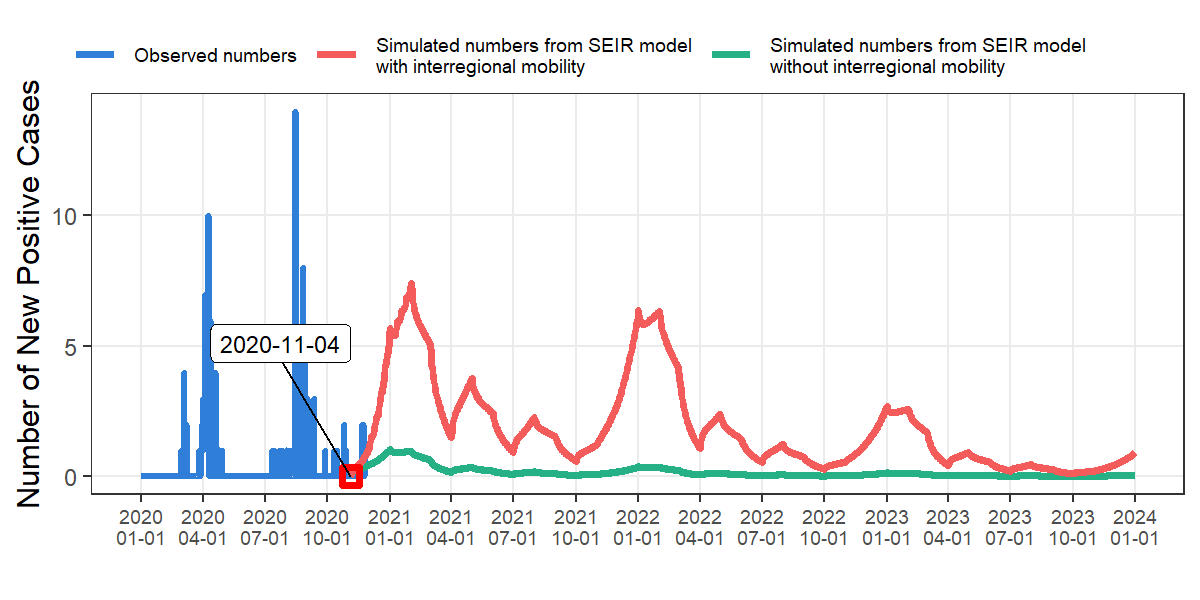 Observed numbers
Simulated numbers from SEIR model
with interregional mobility
Simulated numbers from SEIR model
without interregional mobility
Number of New Positive Cases
10
5
0
2020-11-04
2020 2020 2020 2020 2021 2021 2021 2021 2022 2022 2022 2022 2023 2023 2023 2023 2024
01-01 04-01 07-01 10-01 01-01 04-01 07-01 10-01 01-01 04-01 07-01 10-01 01-01 04-01 07-01 10-01 01-01